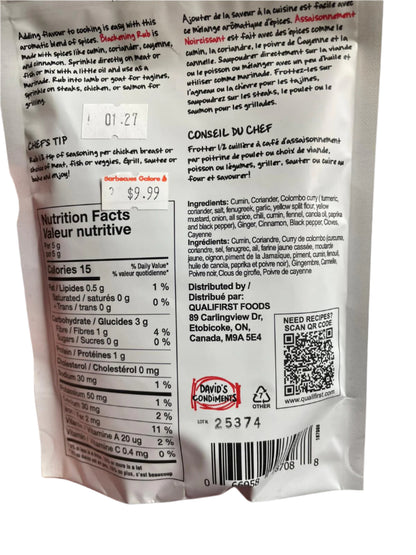 Adding flavour to cooking is easy with this
aromatic blend of spices. Blackening Rub is
made with spices like cumin, coriander, cayenne,
and cinnamon. Sprinkle directly on meat or
fish or mix with a little oil and use as a
marinade. Rub into lamb or goat for tagines,
sprinkle on steaks, chicken, or salmon for
grilling.
01.27
CHEF'S TIP
Rub 1/2 tsp of seasoning per chicken breast or
choice of meat, fish or veggies, grill, sautee or
bake and enjoy!
Barbecues Galore
$9.99
Nutrition Facts
Valeur nutritive
Per 5 g
par 5 g
Calories 15
% Daily Value*
% valeur quotidienne*
Fat / Lipides 0.5 g 1 %
Saturated / saturés 0 g
+ Trans / trans 0 g 0 %
Carbohydrate / Glucides 3 g
Fibre / Fibres 1 g 4 %
Sugars / Sucres 0 g 0 %
Protein / Protéines 1 g
Cholesterol / Cholestérol 0 mg
Sodium 30 mg 1 %
Potassium 50 mg 1 %
Calcium 30 mg 2 %
Iron / Fer 2 mg 11 %
Vitamin / Vitamine A 20 ug 2 %
Vitamin / Vitamine C 0.4 mg 0 %
Ajouter de la saveur à la cuisine est facile avec
ce mélange aromatique d'épices. Assaisonnement
Noircissant est fait avec des épices comme le
cumin, la coriandre, le poivre de Cayenne et la
cannelle. Saupoudrer directement sur la viande
ou le poisson ou mélanger avec un peu d'huile et
utiliser comme marinade. Frottez-les sur
l'agneau ou la chèvre pour les tajines,
saupoudrez sur les steaks, le poulet ou le
saumon pour les grillades.
CONSEIL DU CHEF
Frotter 1/2 cuillère à café d'assaisonnement
par poitrine de poulet ou choix de viande,
poisson ou légumes, griller, sauter ou cuire au
four et savourer!
Ingredients: Cumin, Coriander, Colombo curry ( turmeric,
coriander, salt, fenugreek, garlic, yellow split flour, yellow
mustard, onion, all spice, chili, cumin, fennel, canola oil, paprika
and black pepper), Ginger, Cinnamon, Black pepper, Cloves,
Cayenne
Ingrédients: Cumin, Coriandre, Curry de colombo (curcuma,
coriandre, sel, fenugrec, ail, farine jaune cassée, moutarde
jaune, oignon, piment de la Jamaïque, piment, cumin, fenouil,
huile de canola, paprika et poivre noir), Gingembre, Cannelle,
Poivre noir, Clous de girofle, Poivre de cayenne
Distributed by /
Distribué par:
QUALIFIRST FOODS
89 Carlingview Dr,
Etobicoke, ON,
Canada, M9A 5E4
NEED RECIPES?
SCAN QR CODE
www.qualifirst.com
DAVID'S
CONDIMENTS
7
OTHER
LOT#: 25374
187088
0
8